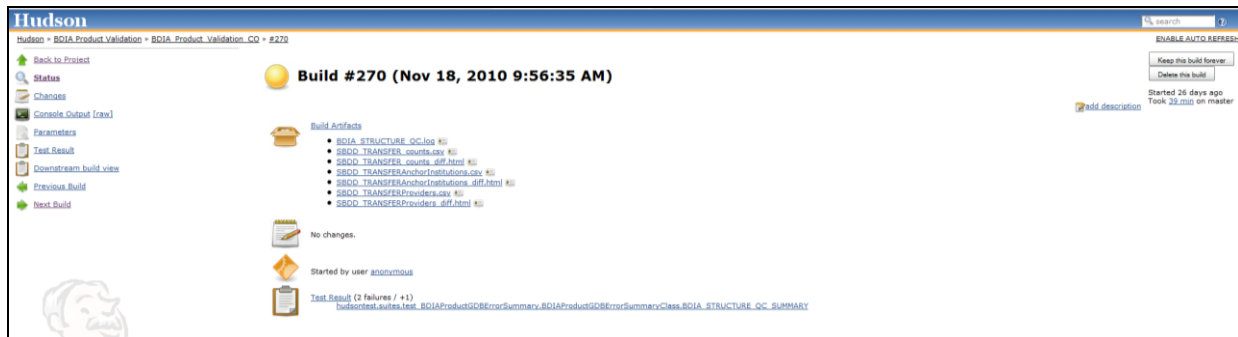 Hudson
search
Hudson » BDIA Product Validation » BDIA_Product_Validation_CO » #270
ENABLE AUTO REFRESH
Back to Project
Status
Changes
Console Output [raw]
Parameters
Test Result
Downstream build view
Previous Build
Next Build
Build #270 (Nov 18, 2010 9:56:35 AM)
Keep this build forever
Delete this build
Started 26 days ago
Took 39 min on master
add description
Build Artifacts
BDIA_STRUCTURE_QC.log
SBDD_TRANSFER_counts.csv
SBDD_TRANSFER_counts_diff.html
SBDD_TRANSFERAnchorInstitutions.csv
SBDD_TRANSFERAnchorInstitutions_diff.html
SBDD_TRANSFERProviders.csv
SBDD_TRANSFERProviders_diff.html
No changes.
Started by user anonymous
Test Result (2 failures / +1)
hudsontest.suites.test_BDIAProductGDBErrorSummary.BDIAProductGDBErrorSummaryClass.BDIA_STRUCTURE_QC_SUMMARY